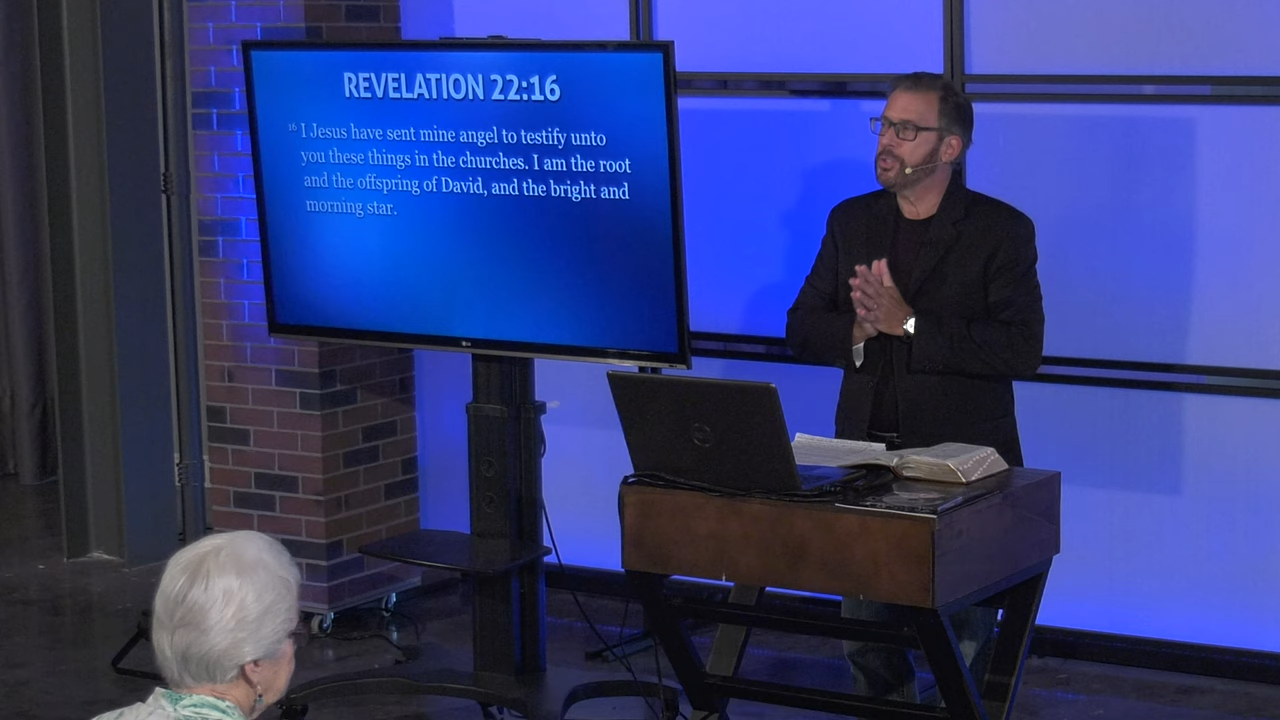 REVELATION 22:16
16 I Jesus have sent mine angel to testify unto
you these things in the churches. I am the root
and the offspring of David, and the bright and
morning star.